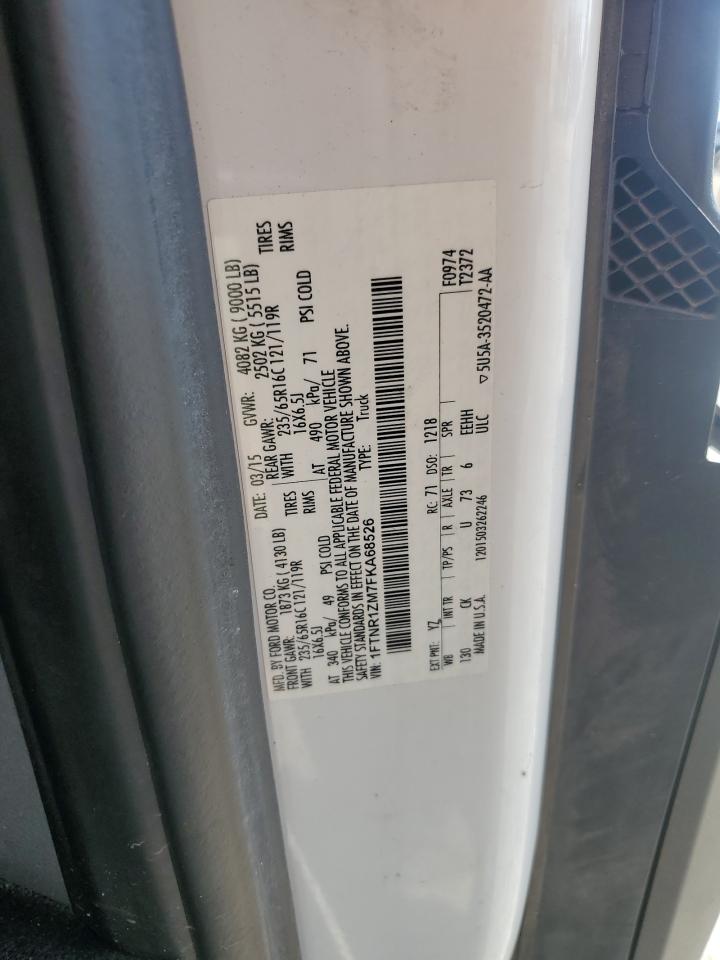 MFD. BY FORD MOTOR CO.
DATE: 03/15 GVWR: 4082 KG ( 9000 LB)
FRONT GAWR: 1873 KG ( 4130 LB) REAR GAWR: 2502 KG ( 5515 LB)
WITH 235/65R16C 121/119R TIRES WITH 235/65R16C 121/119R TIRES
16X6.5J RIMS 16X6.5J RIMS
AT 340 kPa/ 49 PSI COLD AT 490 kPa/ 71 PSI COLD
THIS VEHICLE CONFORMS TO ALL APPLICABLE FEDERAL MOTOR VEHICLE
SAFETY STANDARDS IN EFFECT ON THE DATE OF MANUFACTURE SHOWN ABOVE.
VIN: 1FTNR1ZM7FKA68526 TYPE: Truck
EXT PNT: YZ RC: 71 DSO: 1218 F0974
WB | INT TR | TP/PS | R | AXLE | TR | SPR | T2372
130 CK U 73 6 EEHH
MADE IN U.S.A. 1201503262246 ULC ▽5U5A-3520472-AA